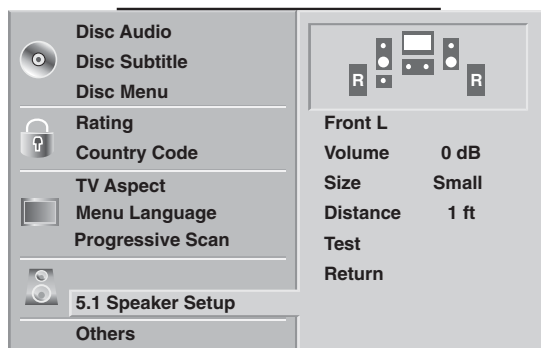 Disc Audio
Disc Subtitle
Disc Menu
Rating
Country Code
TV Aspect
Menu Language
Progressive Scan
5.1 Speaker Setup
Others
R R
Front L
Volume 0 dB
Size Small
Distance 1 ft
Test
Return